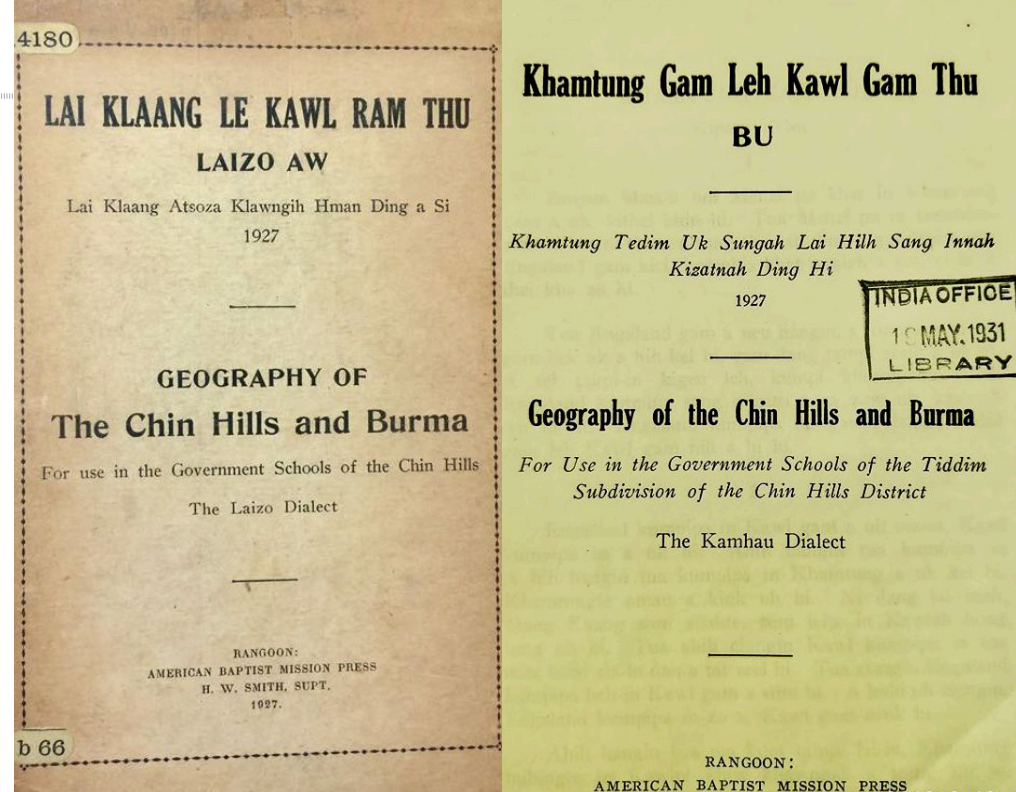 4180
LAI KLAANG LE KAWL RAM THU
LAIZO AW
Lai Klaang Atsoza Klawngih Hman Ding a Si
1927
GEOGRAPHY OF
The Chin Hills and Burma
For use in the Government Schools of the Chin Hills
The Laizo Dialect
RANGOON:
AMERICAN BAPTIST MISSION PRESS
H. W. SMITH, SUPT.
1927.
b 66
Khamtung Gam Leh Kawl Gam Thu
BU
Khamtung Tedim Uk Sungah Lai Hilh Sang Innah
Kizatnah Ding Hi
1927
INDIA OFFICE
MAY.1931
LIBRARY
Geography of the Chin Hills and Burma
For Use in the Government Schools of the Tiddim
Subdivision of the Chin Hills District
The Kamhau Dialect
RANGOON:
AMERICAN BAPTIST MISSION PRESS